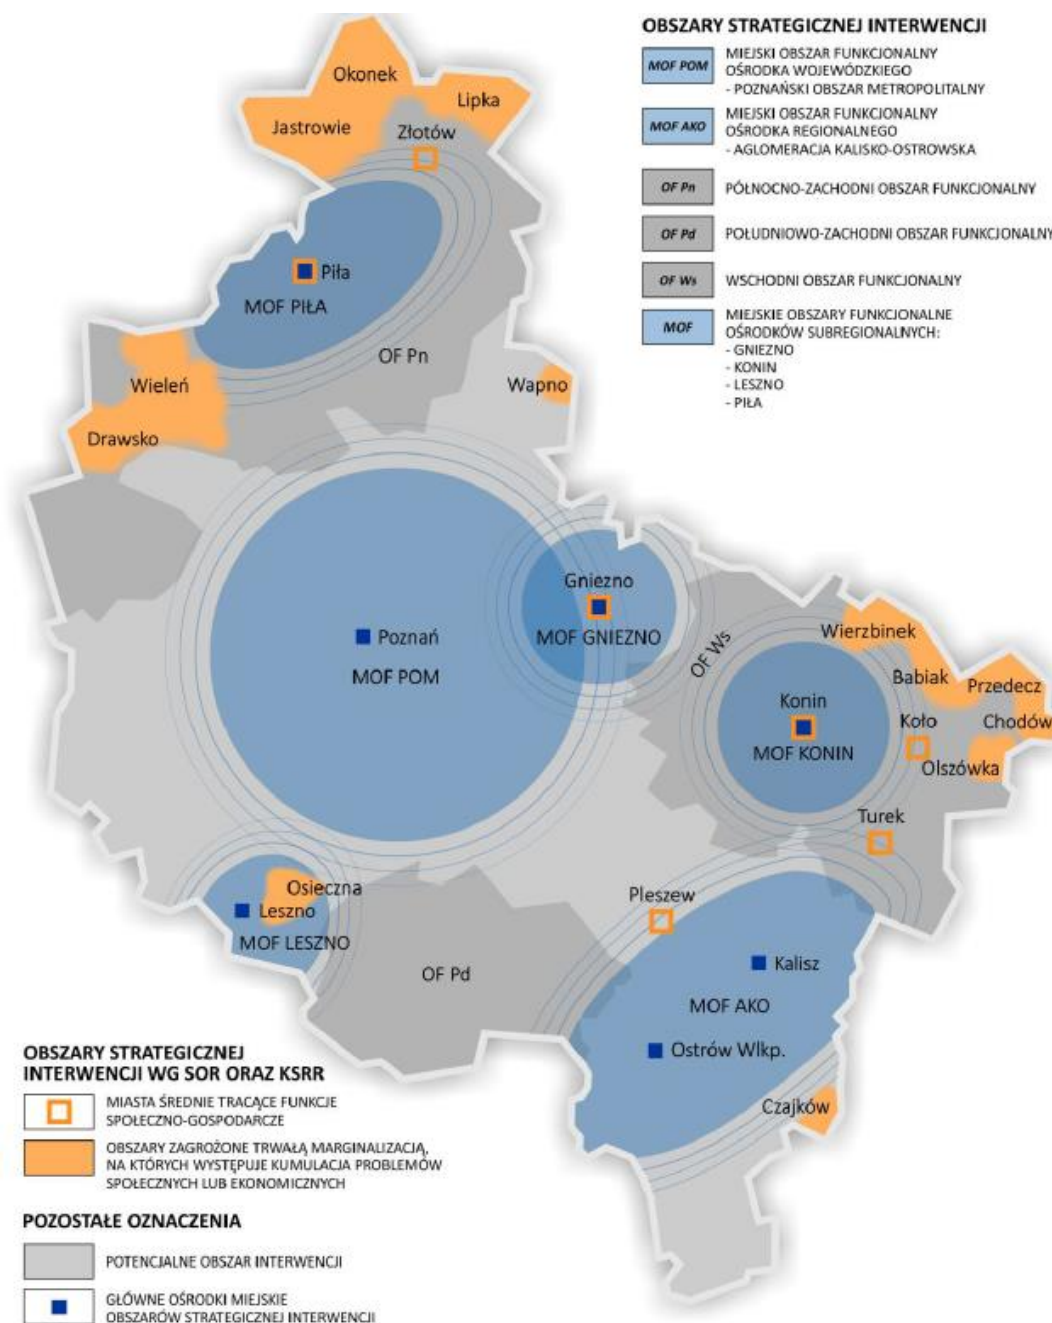 OBSZARY STRATEGICZNEJ INTERWENCJI
MOF POM
MIEJSKI OBSZAR FUNKCJONALNY
OŚRODKA WOJEWÓDZKIEGO
- POZNAŃSKI OBSZAR METROPOLITALNY
MOF AKO
MIEJSKI OBSZAR FUNKCJONALNY
OŚRODKA REGIONALNEGO
- AGLOMERACJA KALISKO-OSTROWSKA
OF Pn
PÓŁNOCNO-ZACHODNI OBSZAR FUNKCJONALNY
OF Pd
POŁUDNIOWO-ZACHODNI OBSZAR FUNKCJONALNY
OF Ws
WSCHODNI OBSZAR FUNKCJONALNY
MOF
MIEJSKIE OBSZARY FUNKCJONALNE
OŚRODKÓW SUBREGIONALNYCH:
- GNIEZNO
- KONIN
- LESZNO
- PIŁA
Okonek
Lipka
Jastrowie
Złotów
Piła
MOF PIŁA
OF Pn
Wieleń
Wapno
Drawsko
Gniezno
MOF GNIEZNO
Poznań
MOF POM
OF Ws
Wierzbinek
Babiak
Przedecz
Konin
Koło
Chodów
MOF KONIN
Olszówka
Turek
Osieczna
Leszno
MOF LESZNO
Pleszew
Kalisz
OF Pd
MOF AKO
Ostrów Wlkp.
Czajków
OBSZARY STRATEGICZNEJ
INTERWENCJI WG SOR ORAZ KSRR
MIASTA ŚREDNIE TRACĄCE FUNKCJE
SPOŁECZNO-GOSPODARCZE
OBSZARY ZAGROŻONE TRWAŁĄ MARGINALIZACJĄ,
NA KTÓRYCH WYSTĘPUJE KUMULACJA PROBLEMÓW
SPOŁECZNYCH LUB EKONOMICZNYCH
POZOSTAŁE OZNACZENIA
POTENCJALNE OBSZAR INTERWENCJI
GŁÓWNE OŚRODKI MIEJSKIE
OBSZARÓW STRATEGICZNEJ INTERWENCJI